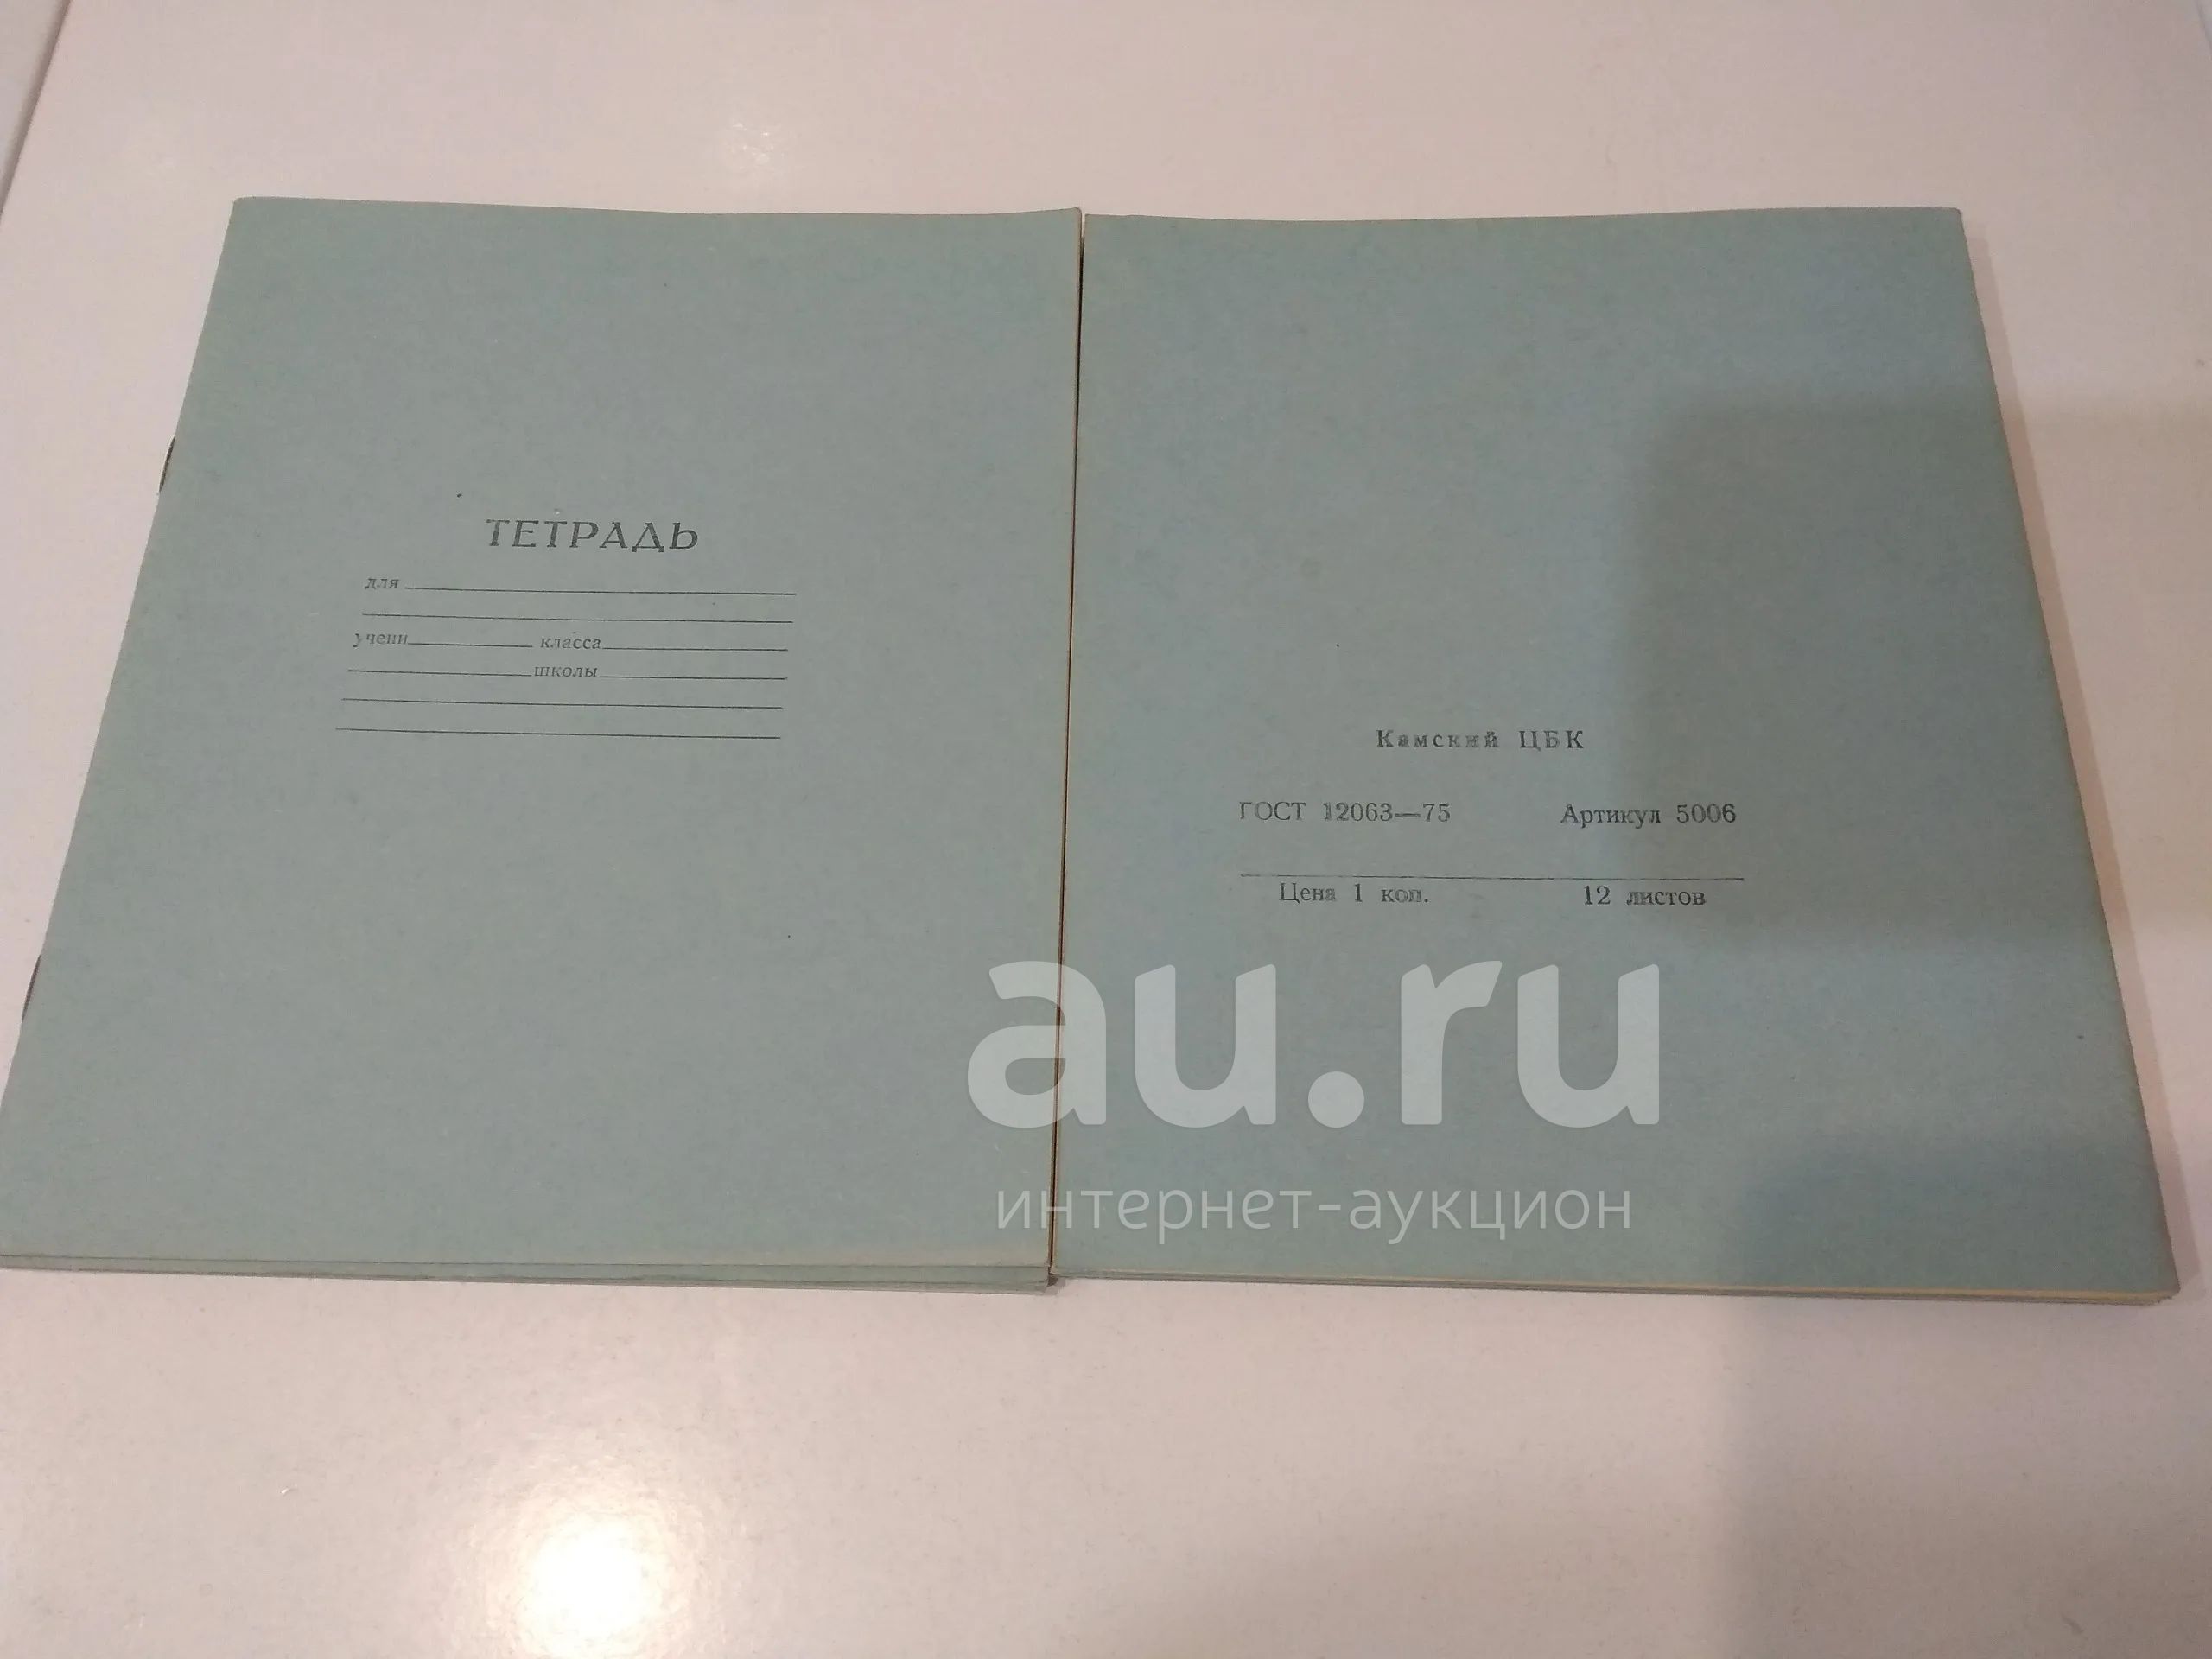 ТЕТРАДЬ
для
учени класса
школы
Камский ЦБК
ГОСТ 12063—75 Артикул 5006
Цена 1 коп. 12 листов
au.ru
интернет-аукцион